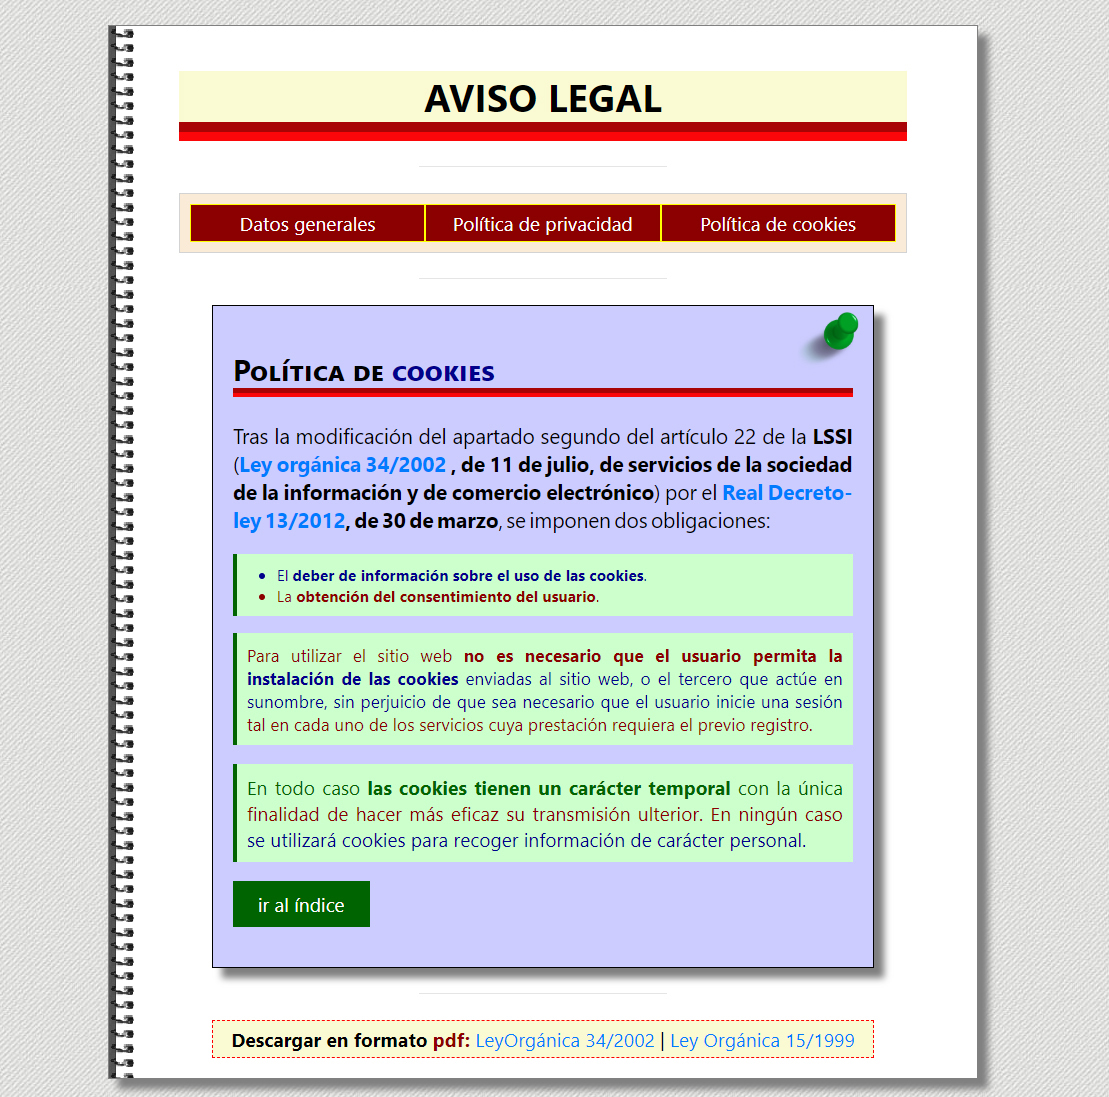 AVISO LEGAL
Datos generales
Política de privacidad
Política de cookies
Política de cookies
Tras la modificación del apartado segundo del artículo 22 de la LSSI
(Ley orgánica 34/2002 , de 11 de julio, de servicios de la sociedad
de la información y de comercio electrónico) por el Real Decreto-
ley 13/2012, de 30 de marzo, se imponen dos obligaciones:
• El deber de información sobre el uso de las cookies.
• La obtención del consentimiento del usuario.
Para utilizar el sitio web no es necesario que el usuario permita la
instalación de las cookies enviadas al sitio web, o el tercero que actúe en
sunombre, sin perjuicio de que sea necesario que el usuario inicie una sesión
tal en cada uno de los servicios cuya prestación requiera el previo registro.
En todo caso las cookies tienen un carácter temporal con la única
finalidad de hacer más eficaz su transmisión ulterior. En ningún caso
se utilizará cookies para recoger información de carácter personal.
ir al índice
Descargar en formato pdf: LeyOrgánica 34/2002 | Ley Orgánica 15/1999